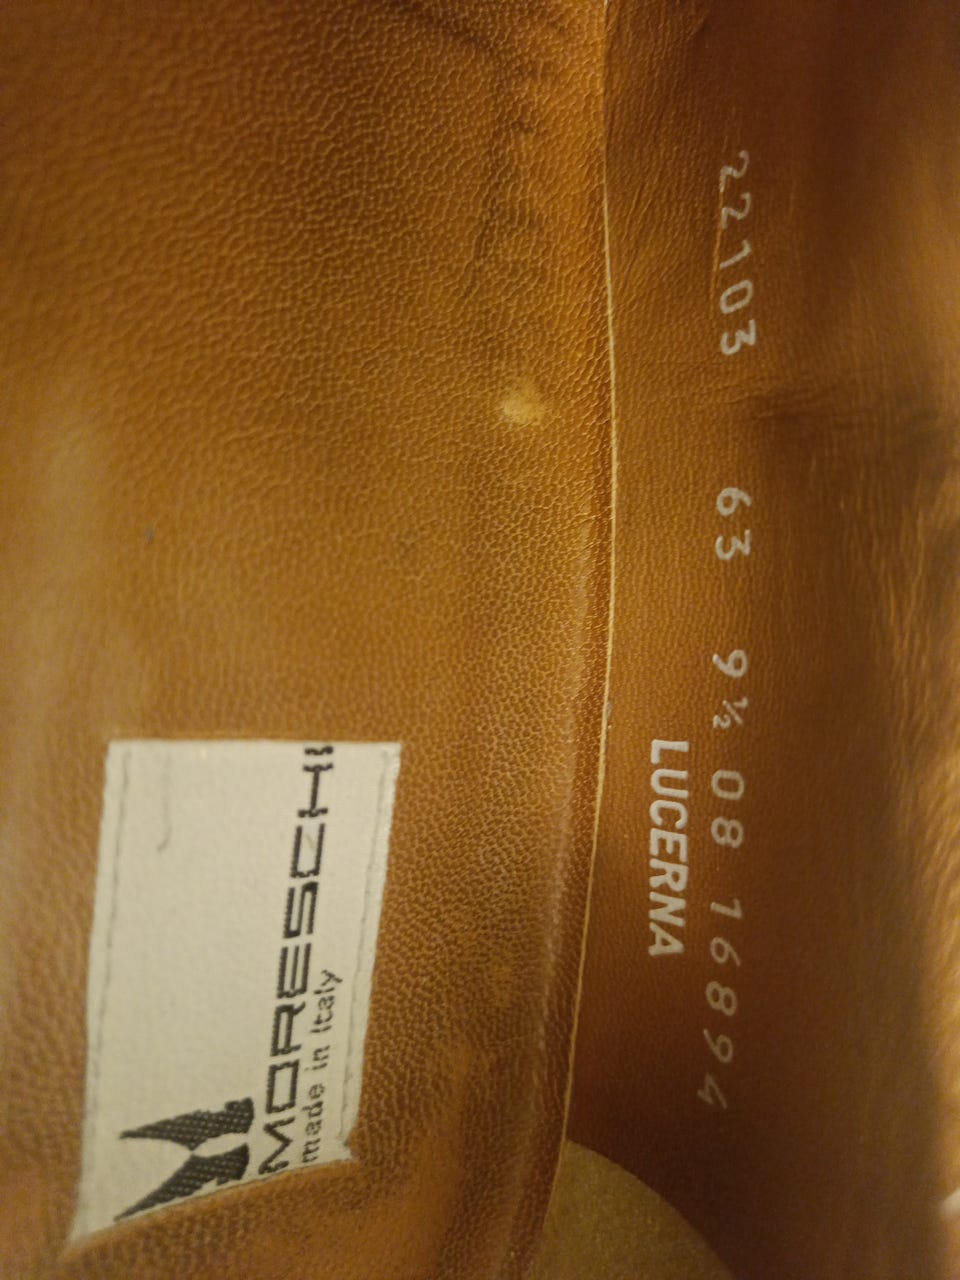 22103 63 9½ 08 16894
LUCERNA
MORESCHI
made in Italy